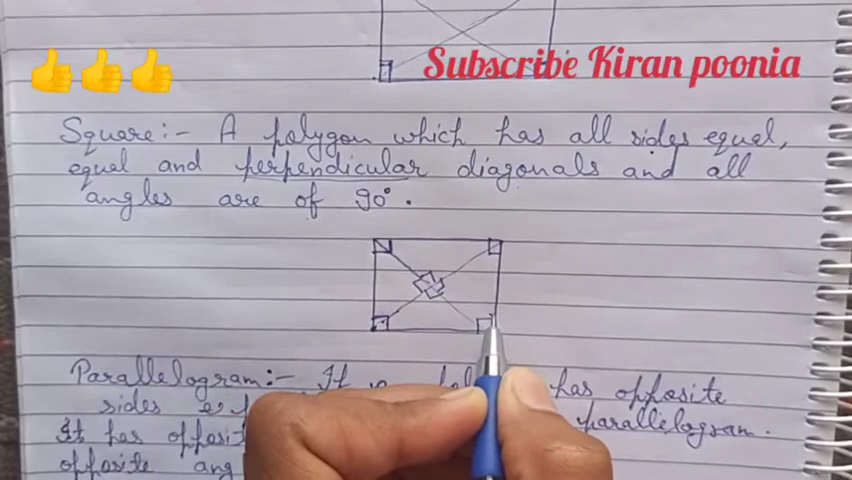 Subscribe Kiran poonia
Square:- A polygon which has all sides equal,
equal and perpendicular diagonals and all
angles are of 90°.
Parallelogram:- If has opposite
sides parallelogram.
It has
opposite